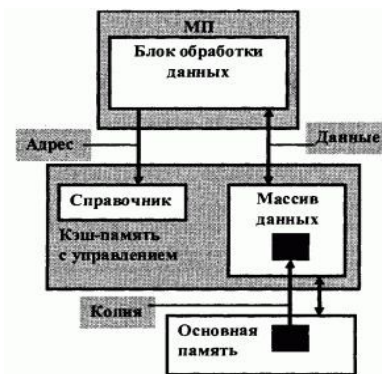 МП
Блок обработки
данных
Адрес
Данные
Справочник
Массив
данных
Кэш-память
с управлением
Копия
Основная
память